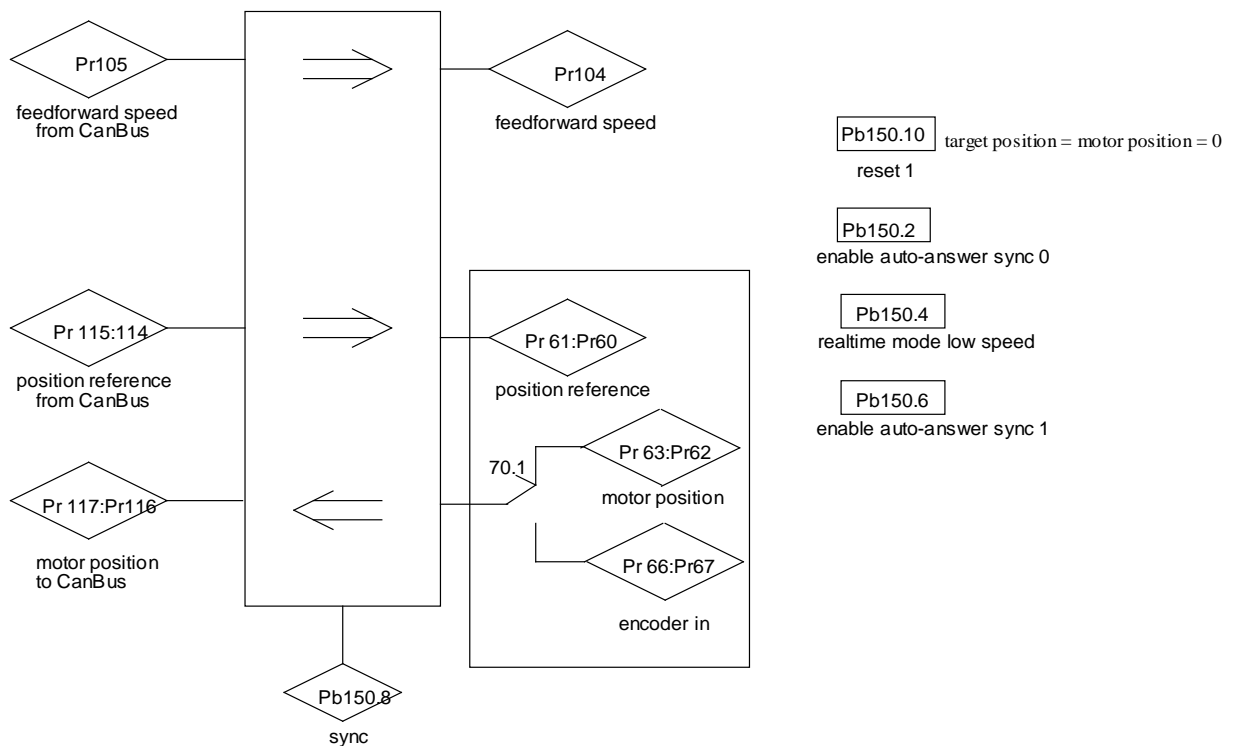 Pr105
feedforward speed
from CanBus
Pr104
feedforward speed
Pb150.10
target position = motor position = 0
reset 1
Pb150.2
enable auto-answer sync 0
Pb150.4
realtime mode low speed
Pb150.6
enable auto-answer sync 1
Pr 115:114
position reference
from CanBus
Pr 61:Pr60
position reference
Pr 63:Pr62
motor position
70.1
Pr 117:Pr116
motor position
to CanBus
Pr 66:Pr67
encoder in
Pb150.8
sync